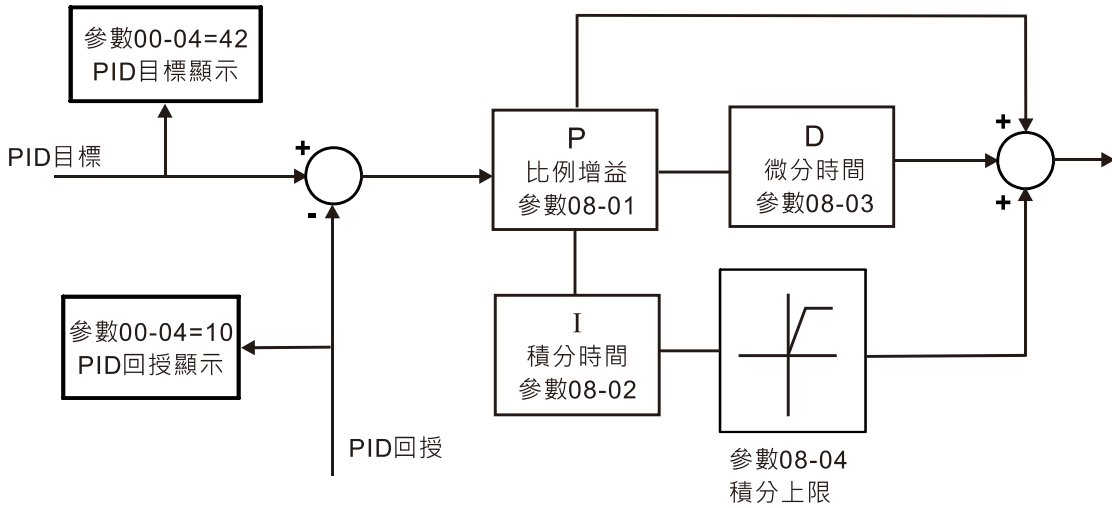 參數00-04=42
PID目標顯示
PID目標
+
-
參數00-04=10
PID回授顯示
PID回授
P
比例增益
參數08-01
D
微分時間
參數08-03
I
積分時間
參數08-02
參數08-04
積分上限
+
+